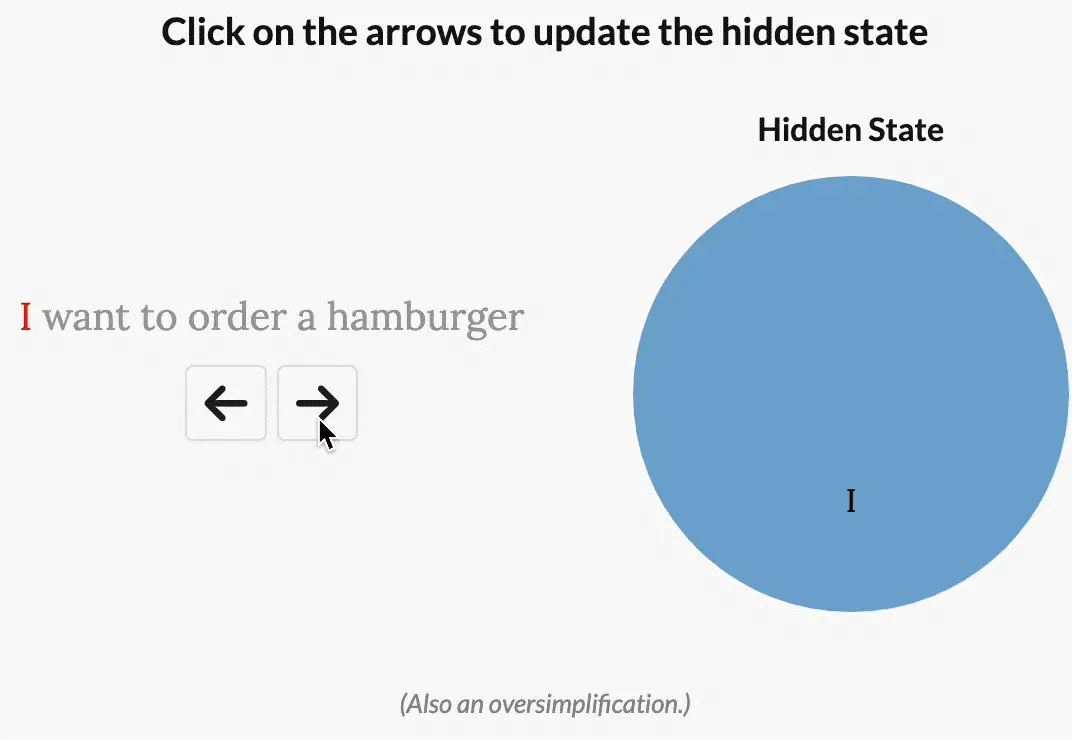 Click on the arrows to update the hidden state
Hidden State
I want to order a hamburger
I
(Also an oversimplification.)